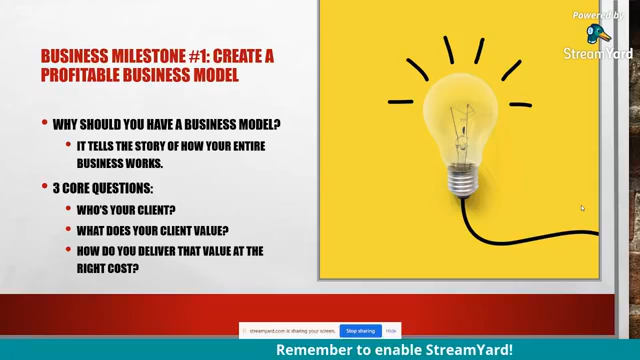 Powered by
StreamYard
BUSINESS MILESTONE #1: CREATE A
PROFITABLE BUSINESS MODEL
• WHY SHOULD YOU HAVE A BUSINESS MODEL?
• IT TELLS THE STORY OF HOW YOUR ENTIRE
BUSINESS WORKS.
• 3 CORE QUESTIONS:
• WHO'S YOUR CLIENT?
• WHAT DOES YOUR CLIENT VALUE?
• HOW DO YOU DELIVER THAT VALUE AT THE
RIGHT COST?
streamyard.com is sharing your screen. Stop sharing Hide
Remember to enable StreamYard!